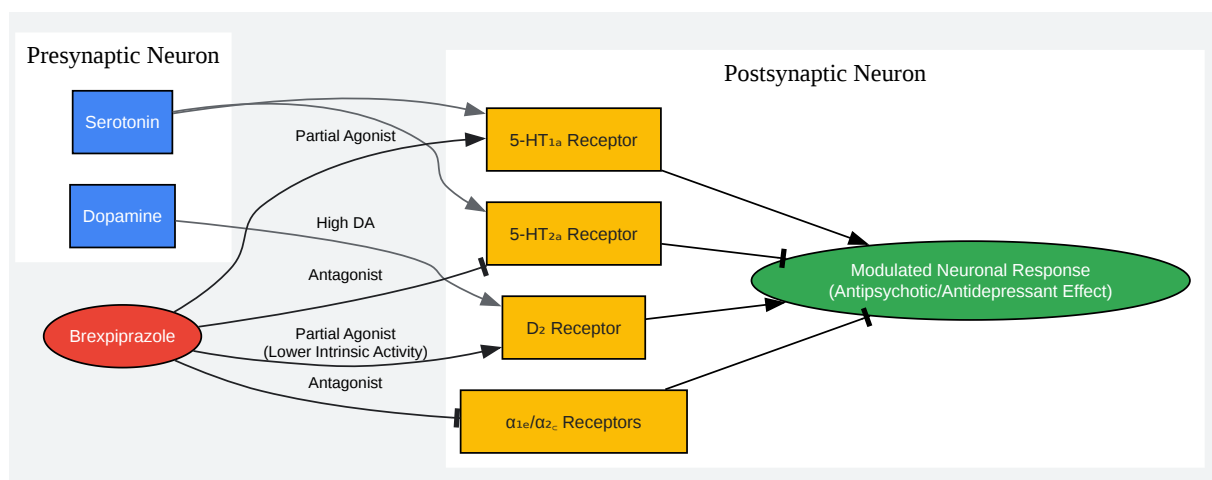 Presynaptic Neuron
Postsynaptic Neuron
Serotonin
Dopamine
Brexpiprazole
Partial Agonist
High DA
Antagonist
Partial Agonist
(Lower Intrinsic Activity)
Antagonist
5-HT₁ₐ Receptor
5-HT₂ₐ Receptor
D₂ Receptor
α₁ₑ/α₂꜀ Receptors
Modulated Neuronal Response
(Antipsychotic/Antidepressant Effect)